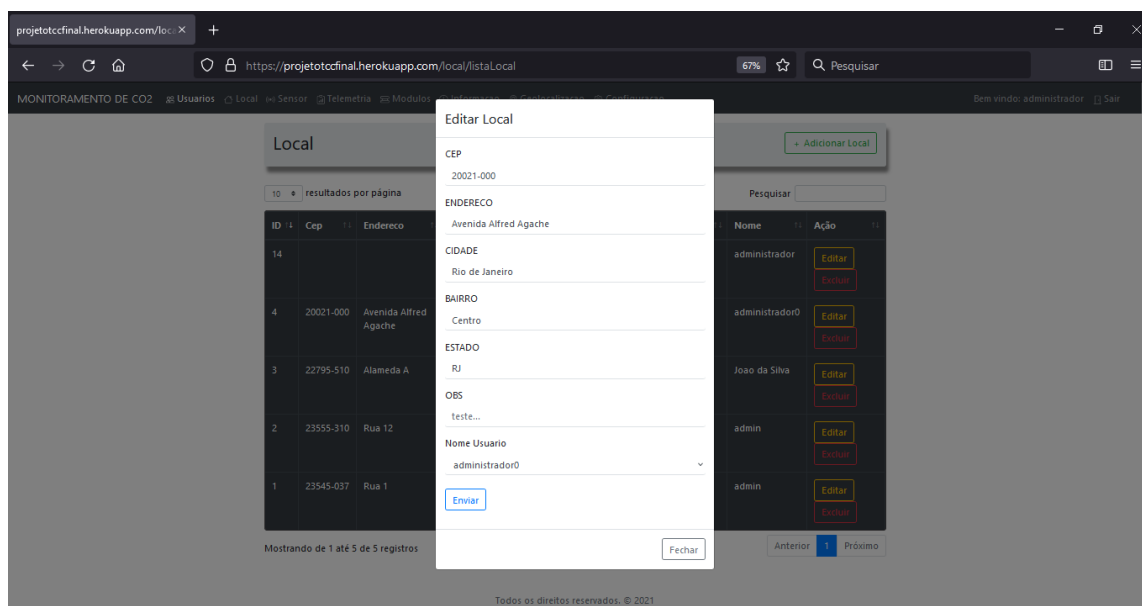 projetotccfinal.herokuapp.com/loca
https://projetotccfinal.herokuapp.com/local/listaLocal 67% Pesquisar
MONITORAMENTO DE CO2 Usuarios Local Sensor Telemetria Modulos Informacao Geolocalizacao Configuracao Bem vindo: administrador Sair
Editar Local
Local + Adicionar Local
CEP
20021-000
10 resultados por página Pesquisar
ENDERECO
Avenida Alfred Agache
ID Cep Endereco Nome Ação
CIDADE
Rio de Janeiro
14 administrador Editar
Excluir
BAIRRO
Centro
4 20021-000 Avenida Alfred Agache administrador0 Editar
Excluir
ESTADO
RJ
3 22795-510 Alameda A Joao da Silva Editar
Excluir
OBS
teste...
2 23555-310 Rua 12 admin Editar
Excluir
Nome Usuario
administrador0
1 23545-037 Rua 1 admin Editar
Excluir
Enviar
Mostrando de 1 até 5 de 5 registros Anterior 1 Próximo
Fechar
Todos os direitos reservados. © 2021